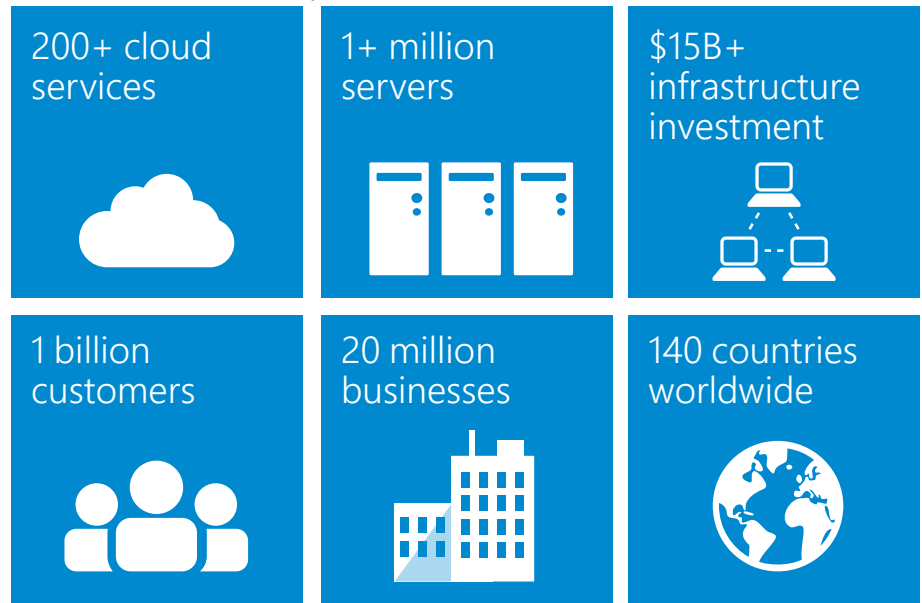 200+ cloud
services
1+ million
servers
$15B+
infrastructure
investment
1 billion
customers
20 million
businesses
140 countries
worldwide